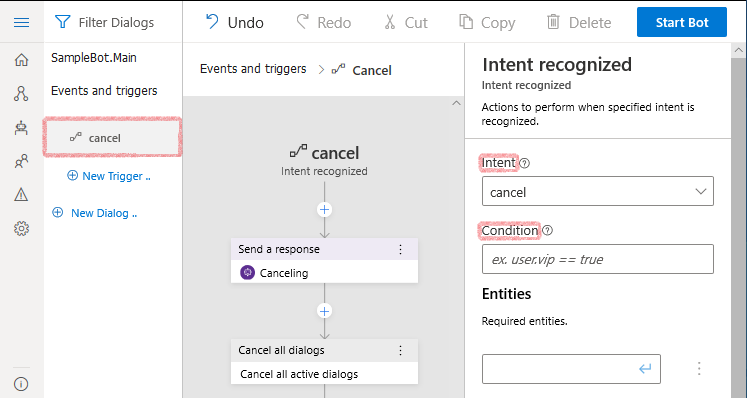 Filter Dialogs
Undo
Redo
Cut
Copy
Delete
Start Bot
SampleBot.Main
Events and triggers
cancel
New Trigger ..
New Dialog ..
Events and triggers > Cancel
cancel
Intent recognized
Send a response
Canceling
Cancel all dialogs
Cancel all active dialogs
Intent recognized
Intent recognized
Actions to perform when specified intent is
recognized.
Intent
cancel
Condition
ex. user.vip == true
Entities
Required entities.